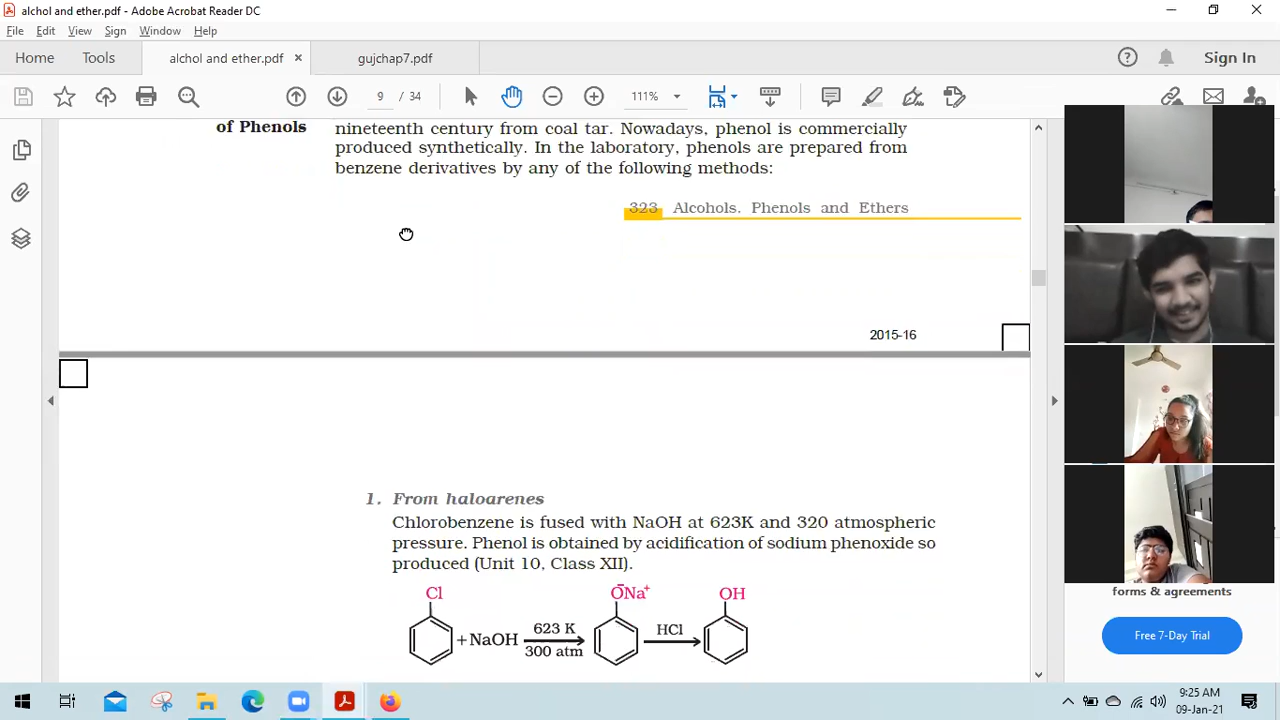 alchol and ether.pdf - Adobe Acrobat Reader DC
File Edit View Sign Window Help
Home Tools alchol and ether.pdf × gujchap7.pdf Sign In
9 / 34 111%
of Phenols
nineteenth century from coal tar. Nowadays, phenol is commercially
produced synthetically. In the laboratory, phenols are prepared from
benzene derivatives by any of the following methods:
323 Alcohols. Phenols and Ethers
2015-16
1. From haloarenes
Chlorobenzene is fused with NaOH at 623K and 320 atmospheric
pressure. Phenol is obtained by acidification of sodium phenoxide so
produced (Unit 10, Class XII).
Cl ŌNa⁺ OH
+NaOH 623 K HCl
300 atm
forms & agreements
Free 7-Day Trial
9:25 AM
09-Jan-21